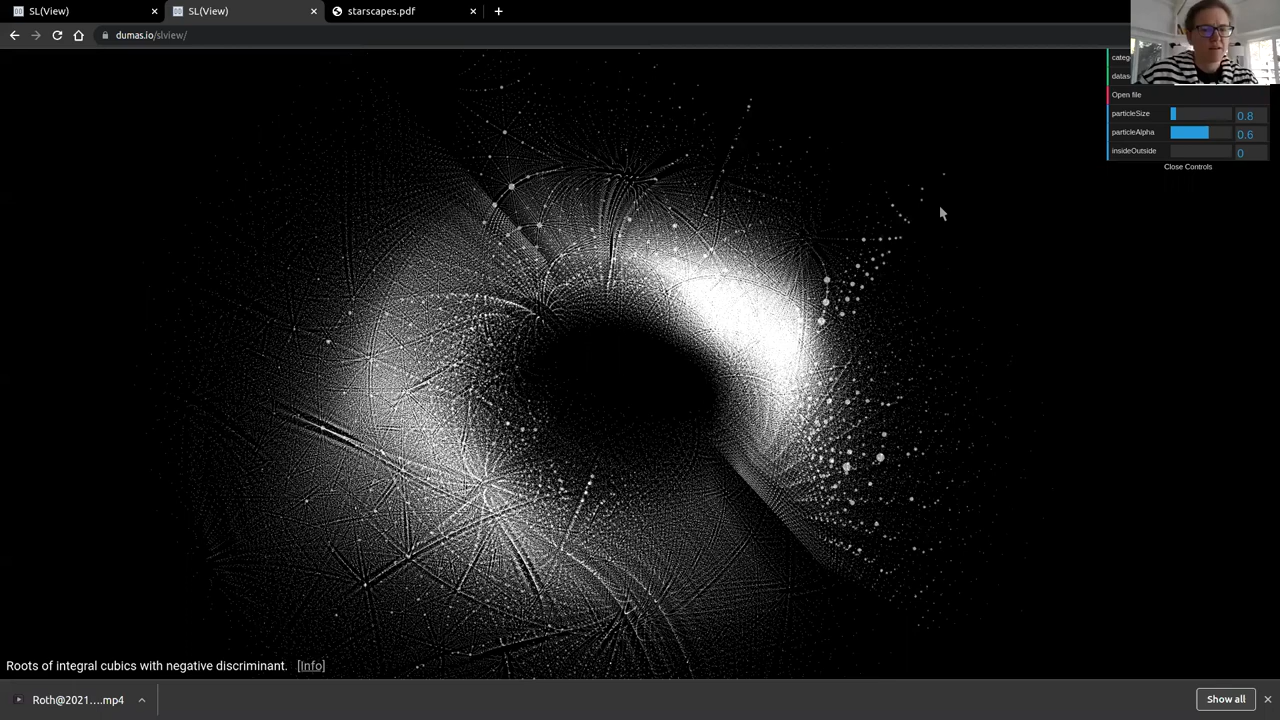 SL(View)
SL(View)
starscapes.pdf
dumas.io/slview/
Open file
particleSize 0.8
particleAlpha 0.6
insideOutside 0
Close Controls
Roots of integral cubics with negative discriminant. [Info]
Roth@2021....mp4
Show all